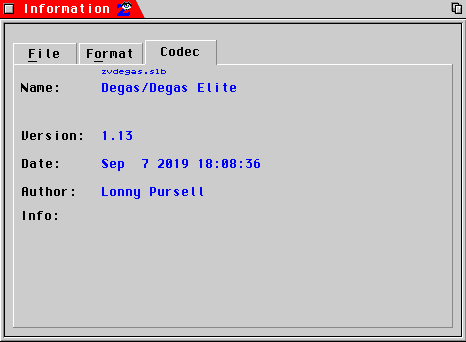 Information
File Format Codec
zvdegas.slb
Name: Degas/Degas Elite
Version: 1.13
Date: Sep  7 2019 18:08:36
Author: Lonny Pursell
Info: